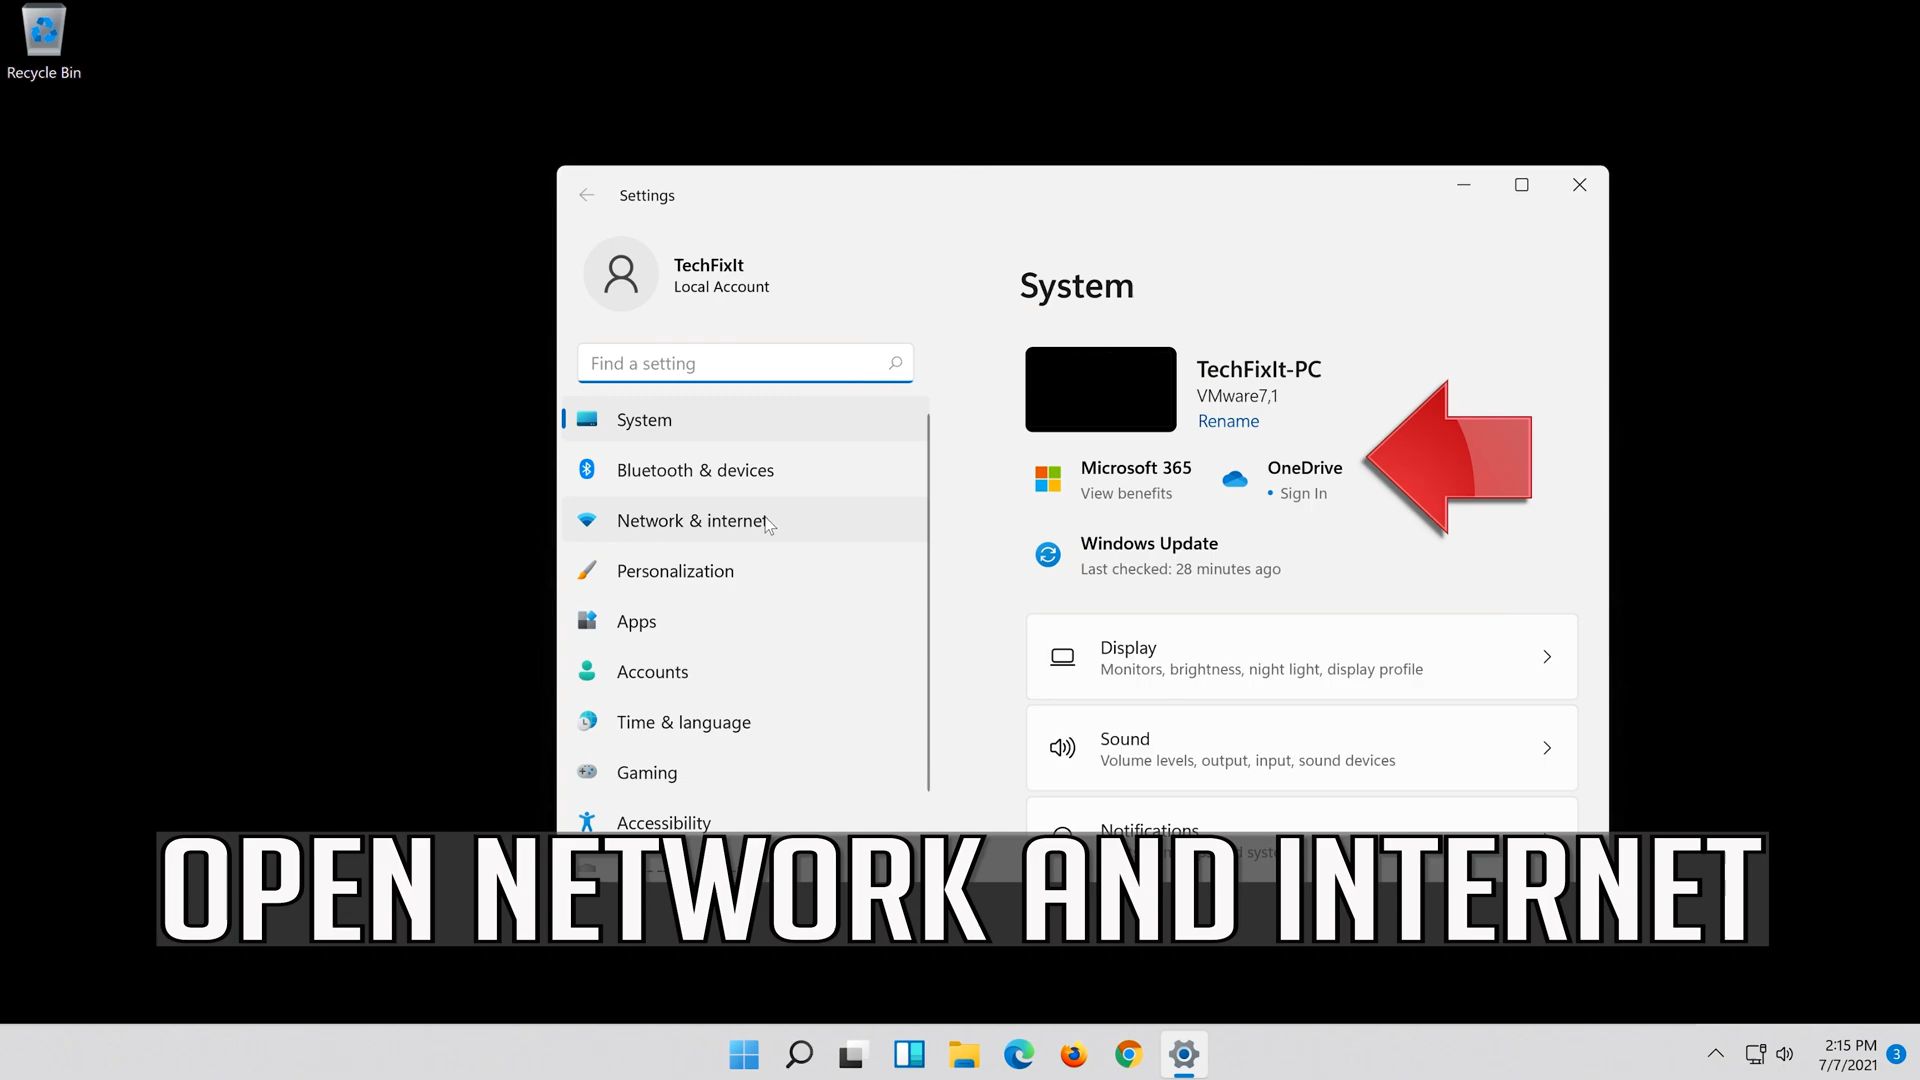 Recycle Bin
Settings
TechFixIt
Local Account
Find a setting
System
Bluetooth & devices
Network & internet
Personalization
Apps
Accounts
Time & language
Gaming
Accessibility
System
TechFixIt-PC
VMware7,1
Rename
Microsoft 365
View benefits
OneDrive
• Sign In
Windows Update
Last checked: 28 minutes ago
Display
Monitors, brightness, night light, display profile
Sound
Volume levels, output, input, sound devices
Notifications
OPEN NETWORK AND INTERNET
2:15 PM
7/7/2021
3